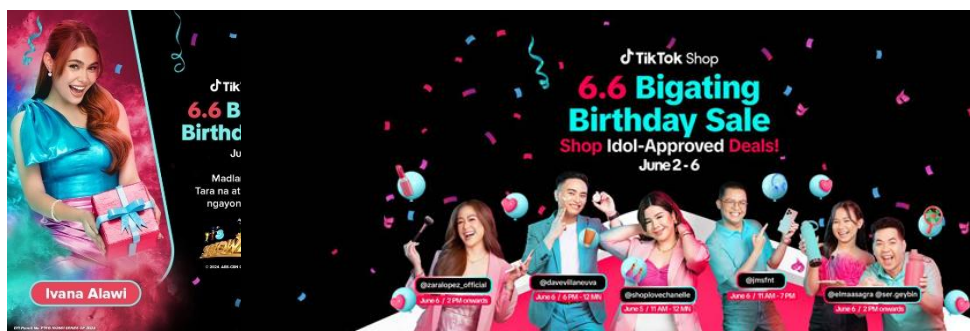 TikTok Shop
6.6 Bigating
Birthday Sale
Shop Idol-Approved Deals!
June 2 - 6
@zaralopez_official
June 6 / 2 PM onwards
@davevillaneuva
June 6 / 6 PM - 12 MN
@shoplovechanelle
June 5 / 11 AM - 12 MN
@jmsfnt
June 6 / 11 AM - 7 PM
@elmaasagra @ser.geybin
June 6 / 2 PM onwards
TikT
6.6 B
Birthd
Ju
Madla
Tara na at
ngayon
Ivana Alawi